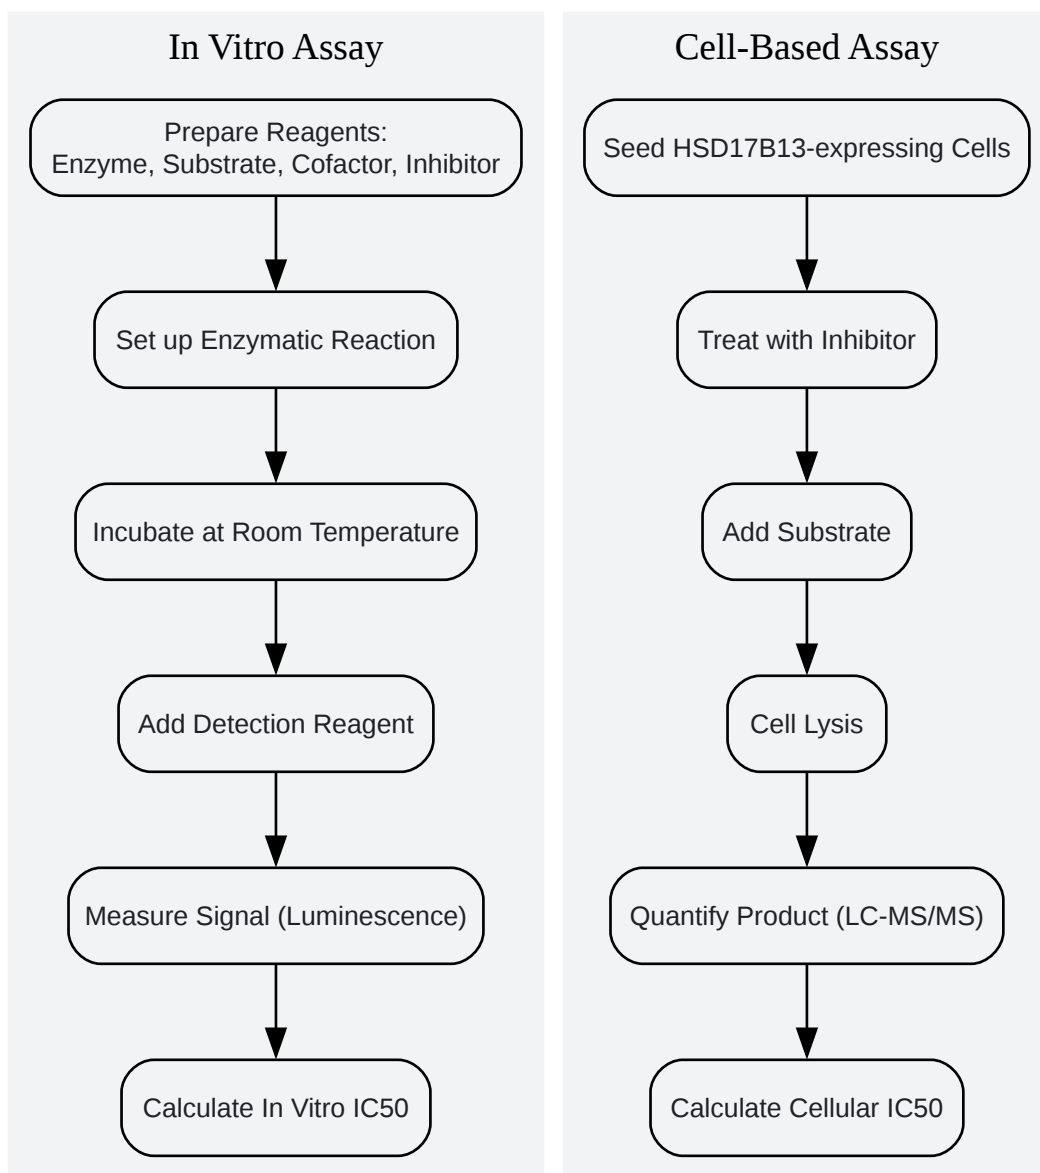 In Vitro Assay
Prepare Reagents:
Enzyme, Substrate, Cofactor, Inhibitor
Set up Enzymatic Reaction
Incubate at Room Temperature
Add Detection Reagent
Measure Signal (Luminescence)
Calculate In Vitro IC50
Cell-Based Assay
Seed HSD17B13-expressing Cells
Treat with Inhibitor
Add Substrate
Cell Lysis
Quantify Product (LC-MS/MS)
Calculate Cellular IC50